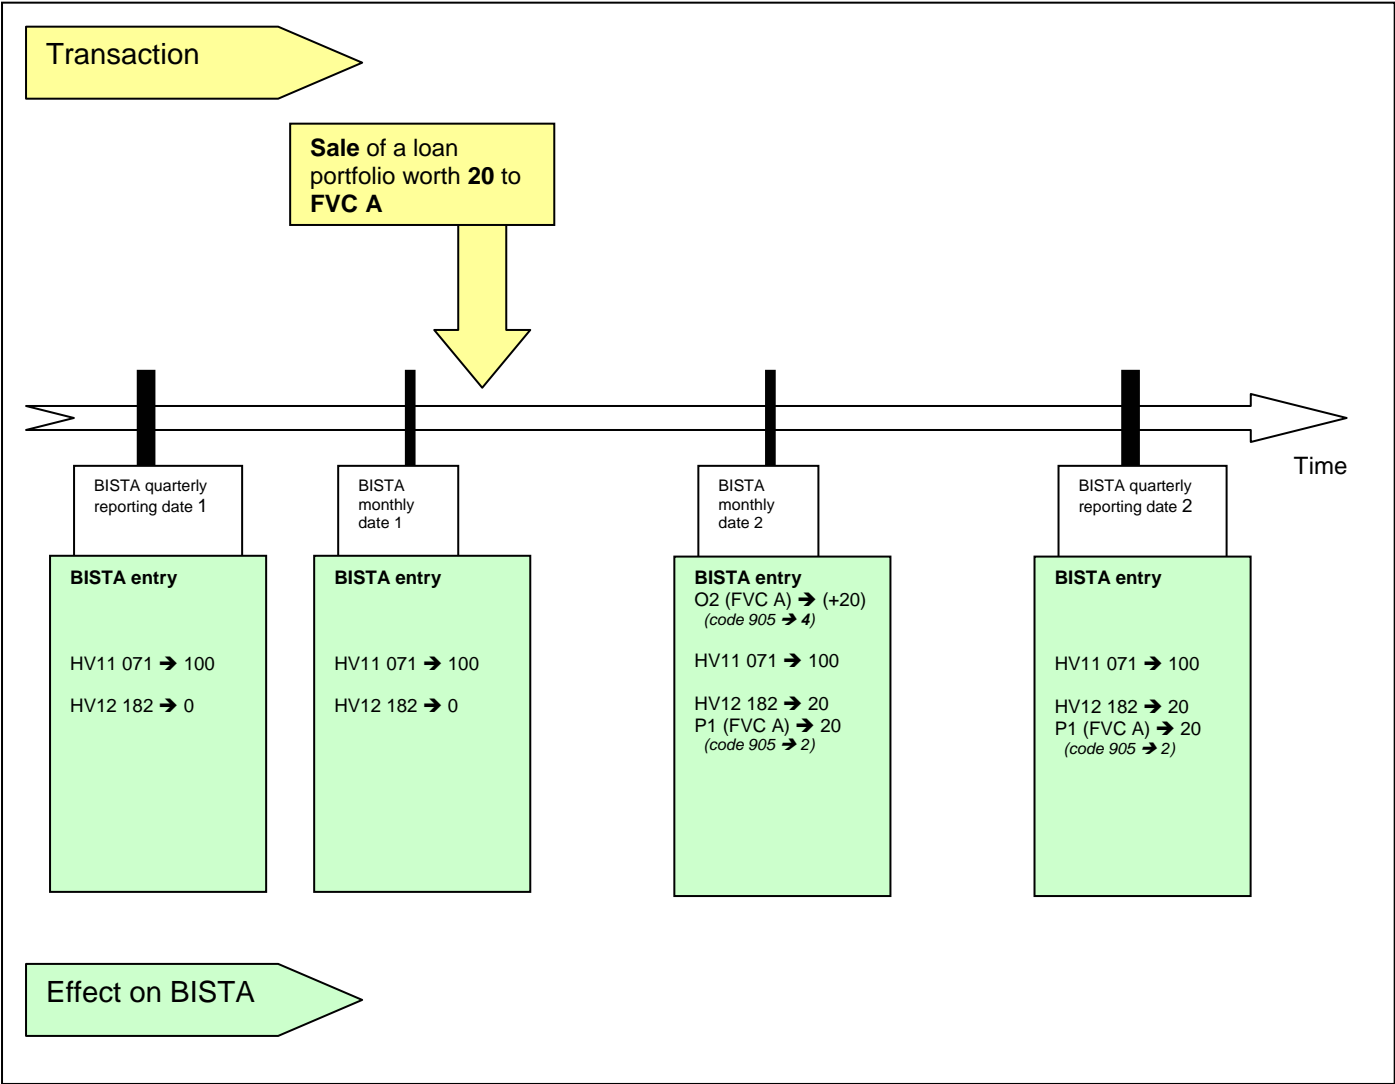 Transaction
Sale of a loan
portfolio worth 20 to
FVC A
Time
BISTA quarterly
reporting date 1
BISTA
monthly
date 1
BISTA
monthly
date 2
BISTA quarterly
reporting date 2
BISTA entry
HV11 071 ➔ 100
HV12 182 ➔ 0
BISTA entry
HV11 071 ➔ 100
HV12 182 ➔ 0
BISTA entry
O2 (FVC A) ➔ (+20)
(code 905 ➔ 4)
HV11 071 ➔ 100
HV12 182 ➔ 20
P1 (FVC A) ➔ 20
(code 905 ➔ 2)
BISTA entry
HV11 071 ➔ 100
HV12 182 ➔ 20
P1 (FVC A) ➔ 20
(code 905 ➔ 2)
Effect on BISTA